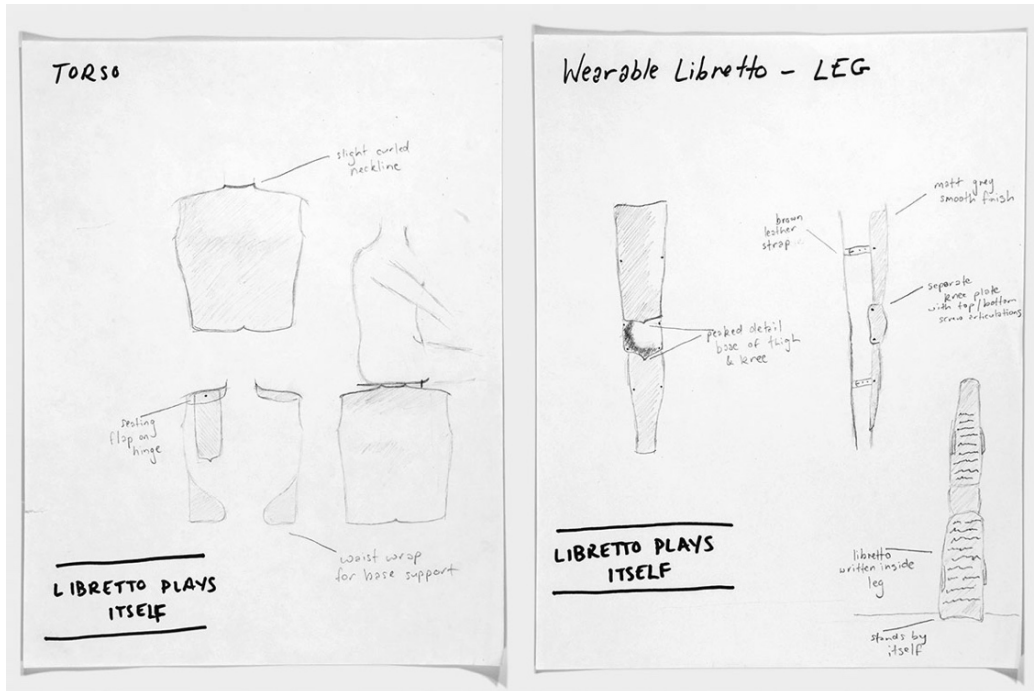 TORSO
slight curled
neckline
resting
flap on
hinge
waist wrap
for base support
LIBRETTO PLAYS
ITSELF
Wearable Libretto – LEG
matt grey
smooth finish
brown
leather
strap
separate
knee plate
with top/bottom
screw articulations
peaked detail
base of thigh
& knee
libretto
written inside
leg
stands by
itself
LIBRETTO PLAYS
ITSELF